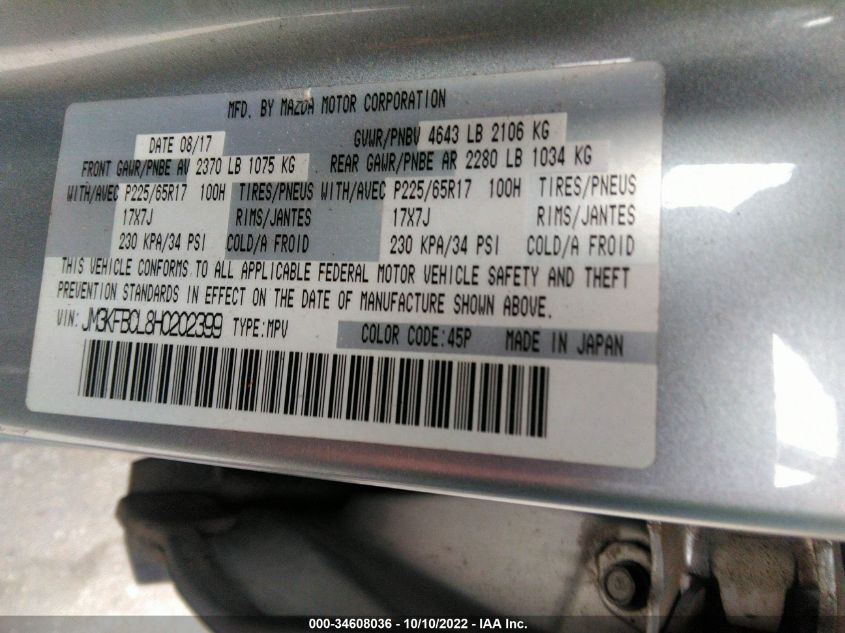 MFD. BY MAZDA MOTOR CORPORATION
DATE 08/17 GVWR/PNBV 4643 LB 2106 KG
FRONT GAWR/PNBE AV 2370 LB 1075 KG REAR GAWR/PNBE AR 2280 LB 1034 KG
WITH/AVEC P225/65R17 100H TIRES/PNEUS WITH/AVEC P225/65R17 100H TIRES/PNEUS
17X7J RIMS/JANTES 17X7J RIMS/JANTES
230 KPA/34 PSI COLD/A FROID 230 KPA/34 PSI COLD/A FROID
THIS VEHICLE CONFORMS TO ALL APPLICABLE FEDERAL MOTOR VEHICLE SAFETY AND THEFT
PREVENTION STANDARDS IN EFFECT ON THE DATE OF MANUFACTURE SHOWN ABOVE.
VIN: JM3KFBCL8H0202399 TYPE:MPV COLOR CODE:45P MADE IN JAPAN
000-34608036 - 10/10/2022 - IAA Inc.